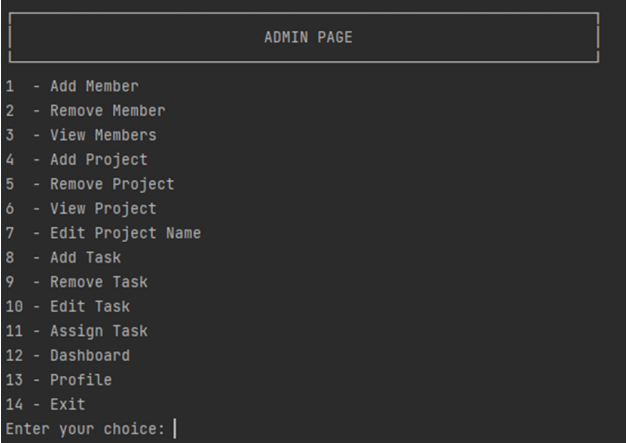 ADMIN PAGE
1 - Add Member
2 - Remove Member
3 - View Members
4 - Add Project
5 - Remove Project
6 - View Project
7 - Edit Project Name
8 - Add Task
9 - Remove Task
10 - Edit Task
11 - Assign Task
12 - Dashboard
13 - Profile
14 - Exit
Enter your choice: